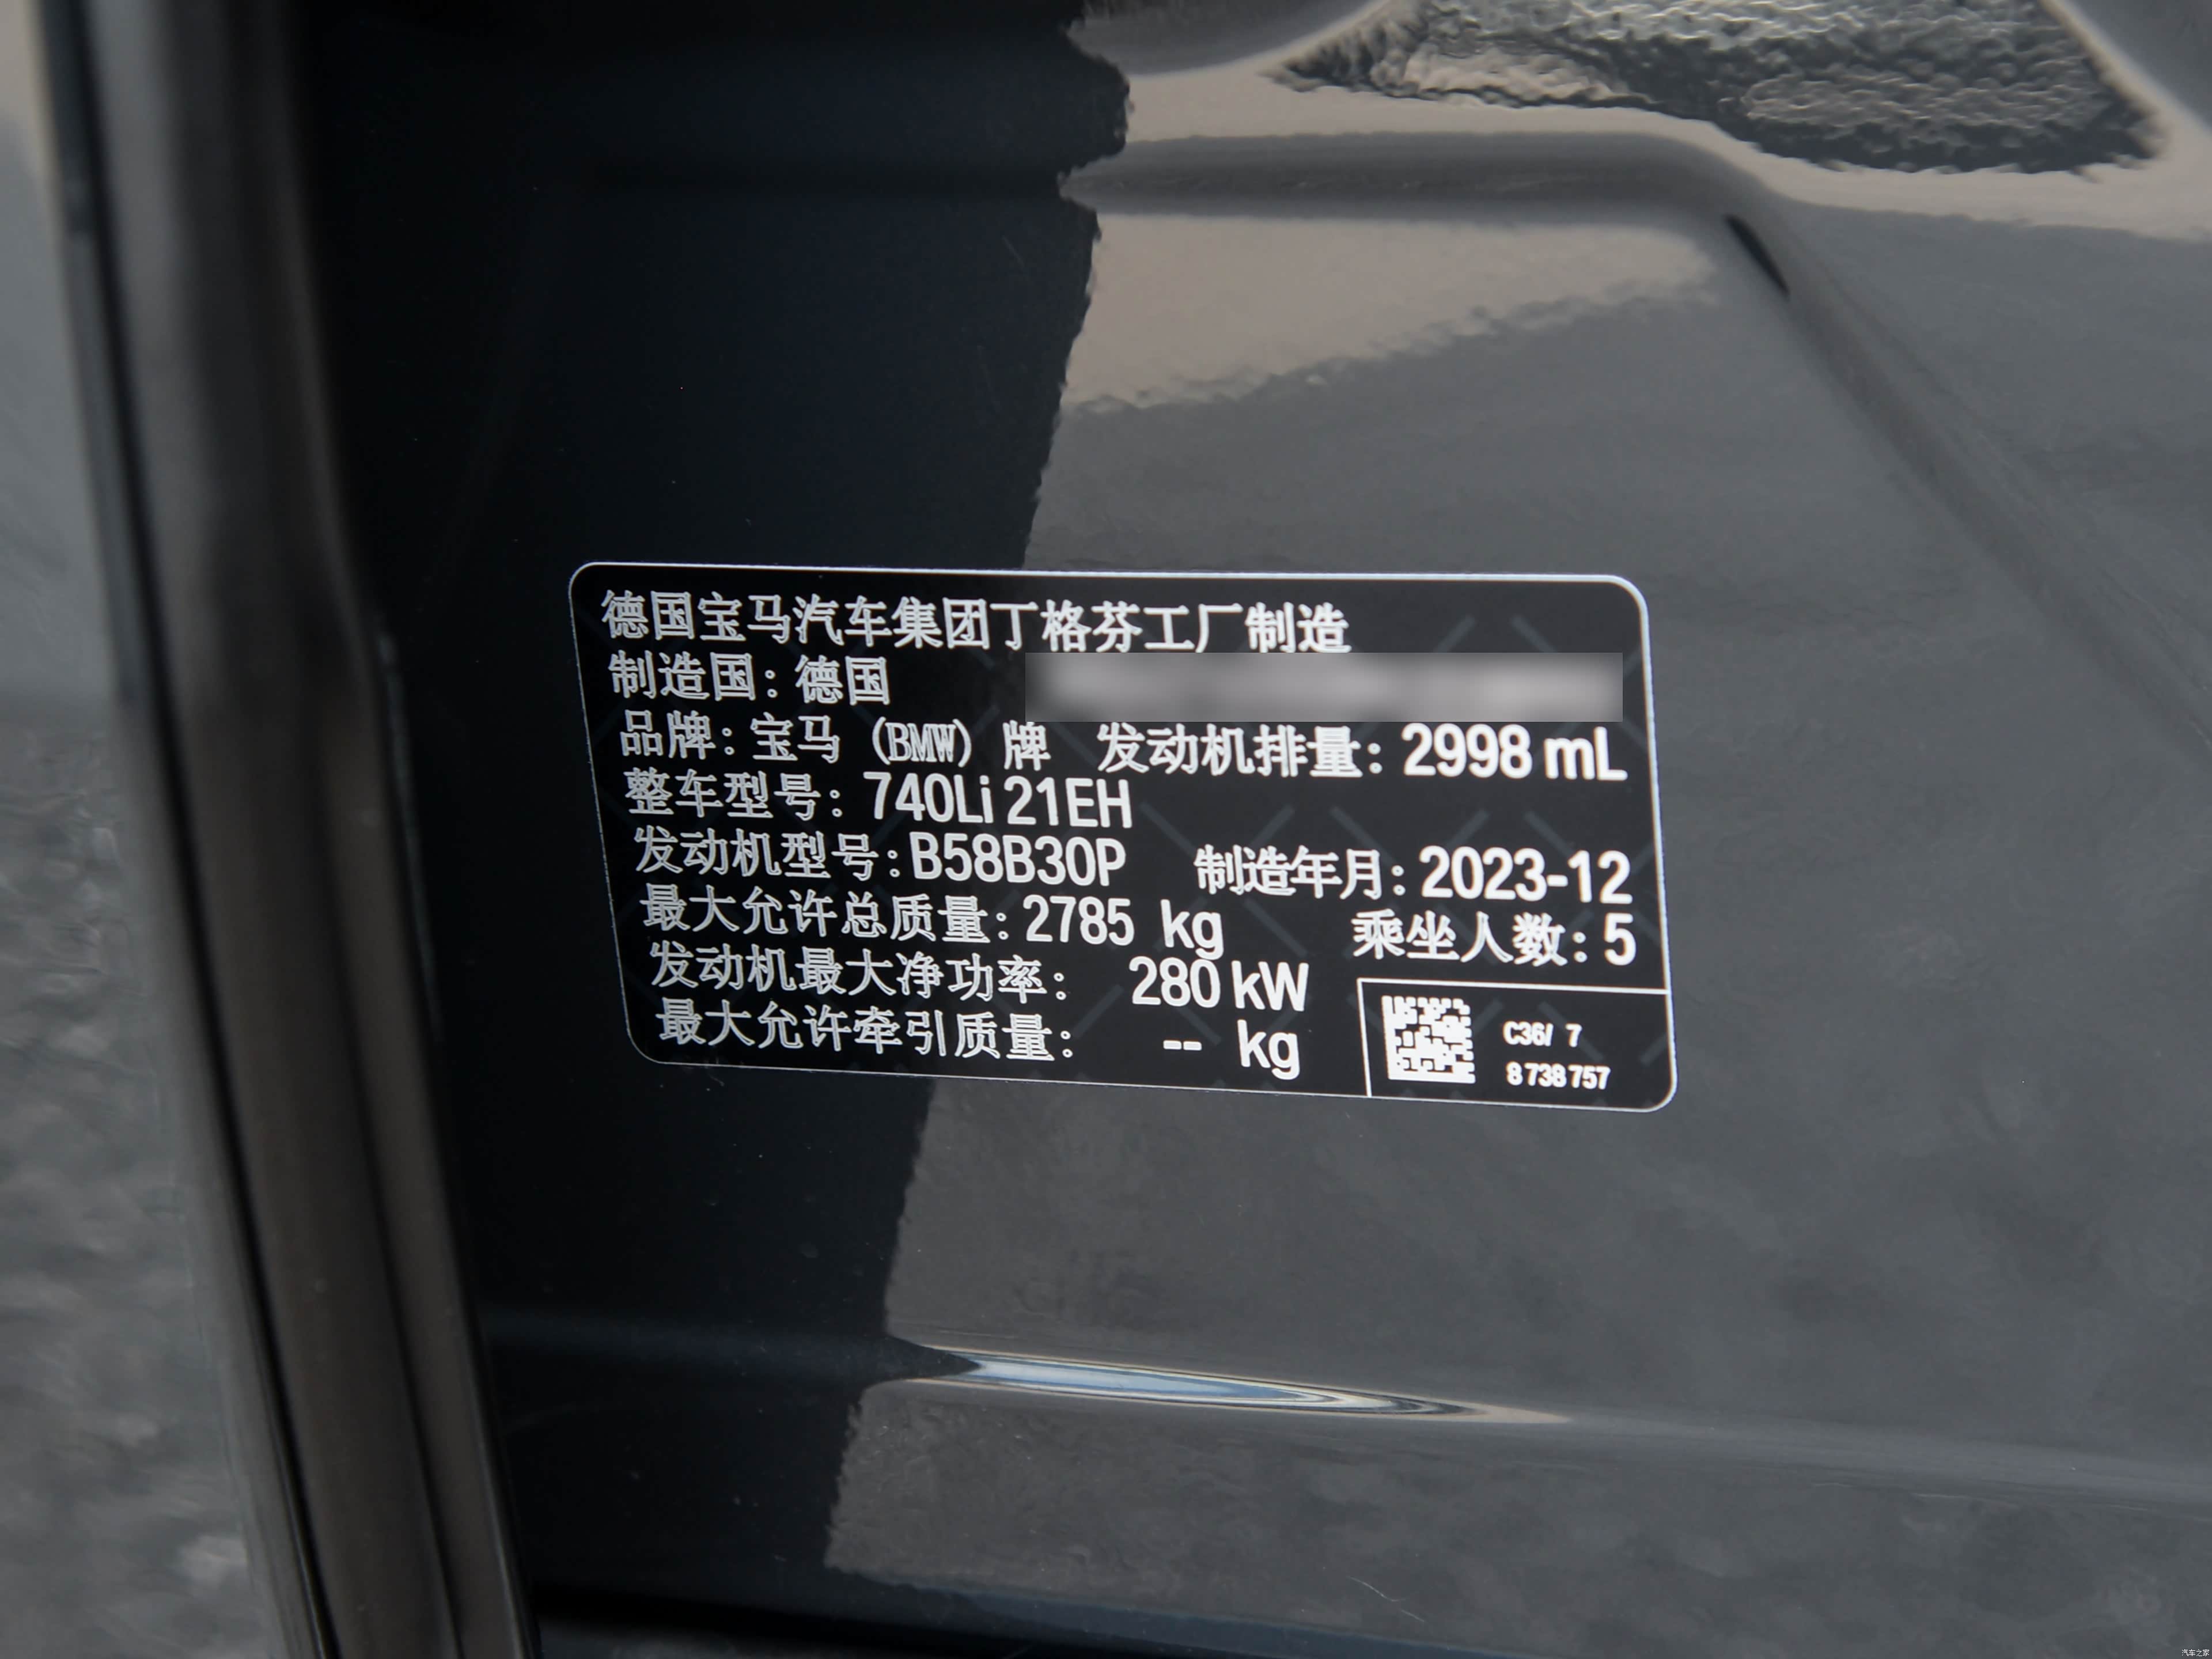 德国宝马汽车集团丁格芬工厂制造
制造国：德国
品牌：宝马 (BMW) 牌 发动机排量：2998 mL
整车型号：740Li 21EH
发动机型号：B58B30P 制造年月：2023-12
最大允许总质量：2785 kg 乘坐人数：5
发动机最大净功率： 280 kW
最大允许牵引质量： -- kg
C36/ 7
8 738 757
汽车之家